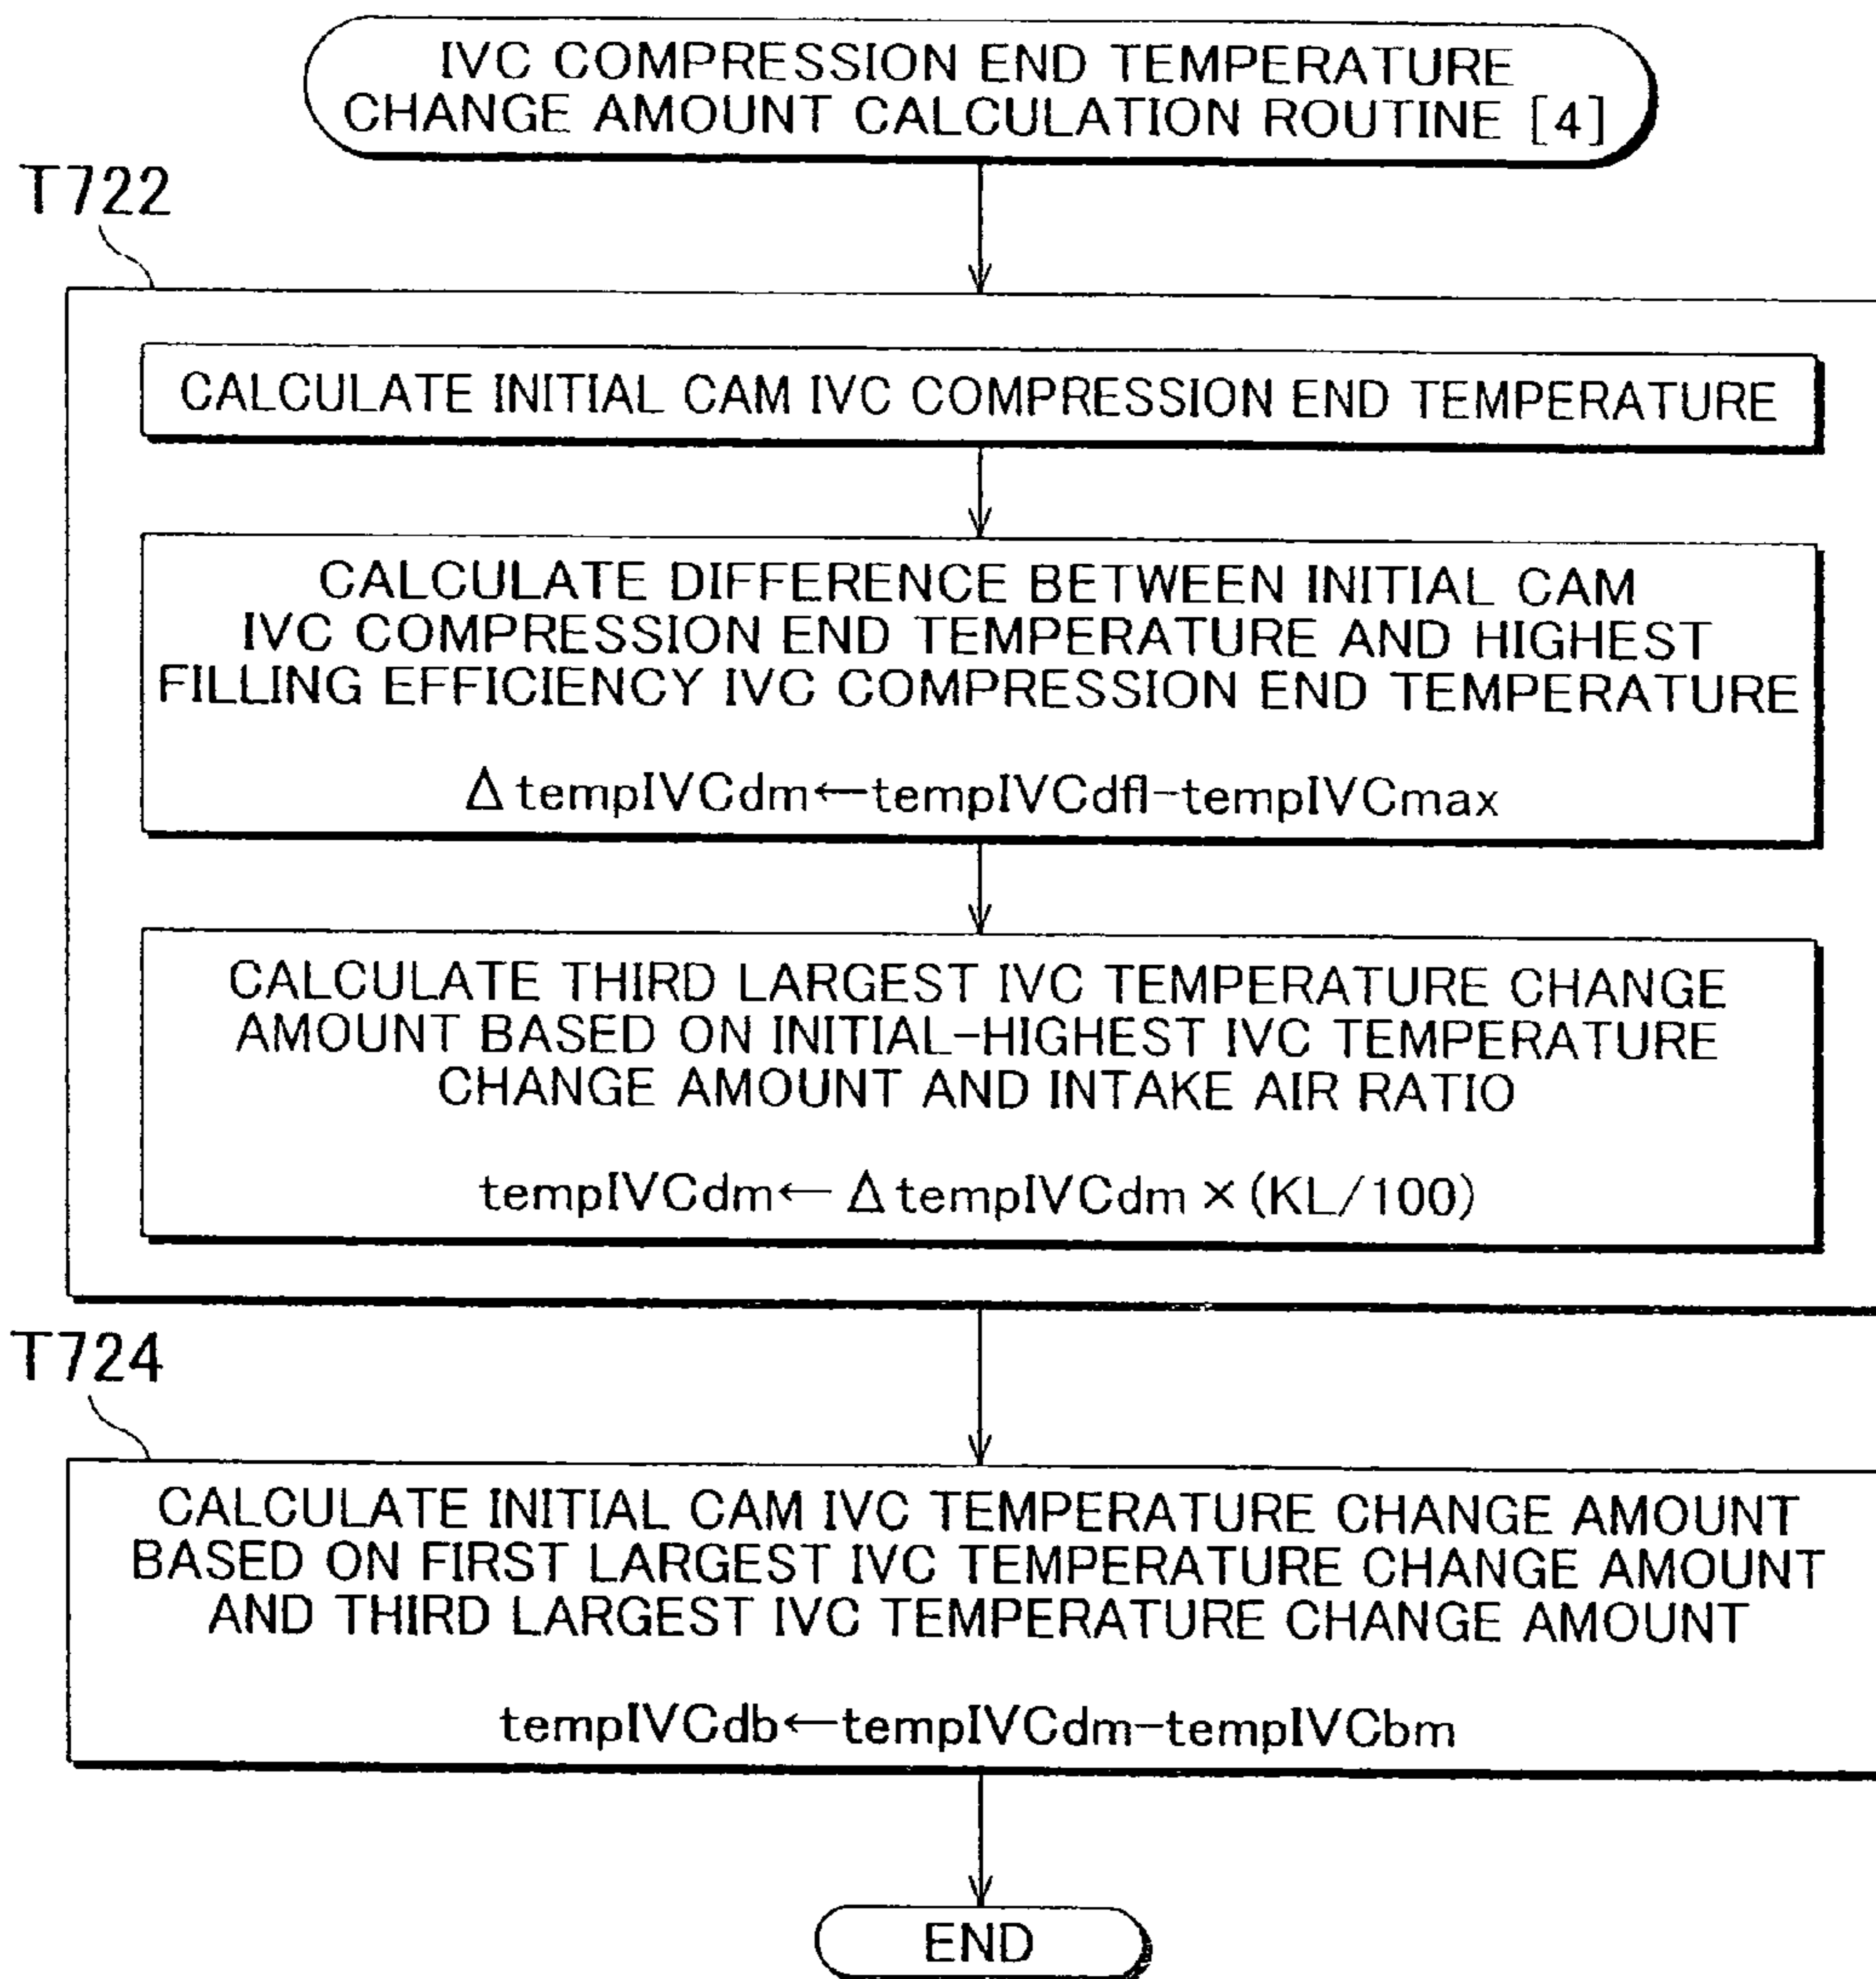 IVC COMPRESSION END TEMPERATURE
CHANGE AMOUNT CALCULATION ROUTINE [4]
T722
CALCULATE INITIAL CAM IVC COMPRESSION END TEMPERATURE
CALCULATE DIFFERENCE BETWEEN INITIAL CAM
IVC COMPRESSION END TEMPERATURE AND HIGHEST
FILLING EFFICIENCY IVC COMPRESSION END TEMPERATURE
Δ tempIVCdm←tempIVCdfl-tempIVCmax
CALCULATE THIRD LARGEST IVC TEMPERATURE CHANGE
AMOUNT BASED ON INITIAL-HIGHEST IVC TEMPERATURE
CHANGE AMOUNT AND INTAKE AIR RATIO
tempIVCdm← Δ tempIVCdm × (KL/100)
T724
CALCULATE INITIAL CAM IVC TEMPERATURE CHANGE AMOUNT
BASED ON FIRST LARGEST IVC TEMPERATURE CHANGE AMOUNT
AND THIRD LARGEST IVC TEMPERATURE CHANGE AMOUNT
tempIVCdb←tempIVCdm-tempIVCbm
END